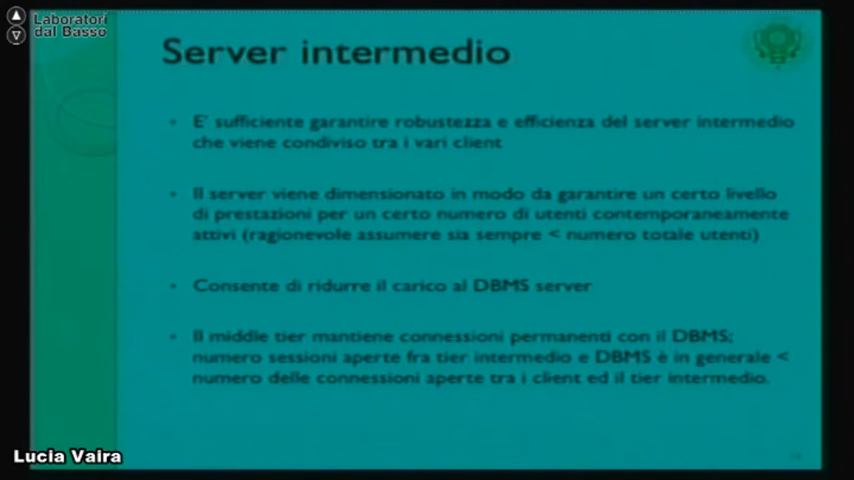 Laboratori
dal Basso
Server intermedio
E' sufficiente garantire robustezza e efficienza del server intermedio
che viene condiviso tra i vari client
Il server viene dimensionato in modo da garantire un certo livello
di prestazioni per un certo numero di utenti contemporaneamente
attivi (ragionevole assumere sia sempre < numero totale utenti)
Consente di ridurre il carico al DBMS server
Il middle tier mantiene connessioni permanenti con il DBMS;
numero sessioni aperte fra tier intermedio e DBMS è in generale <
numero delle connessioni aperte tra i client ed il tier intermedio.
Lucia Vaira